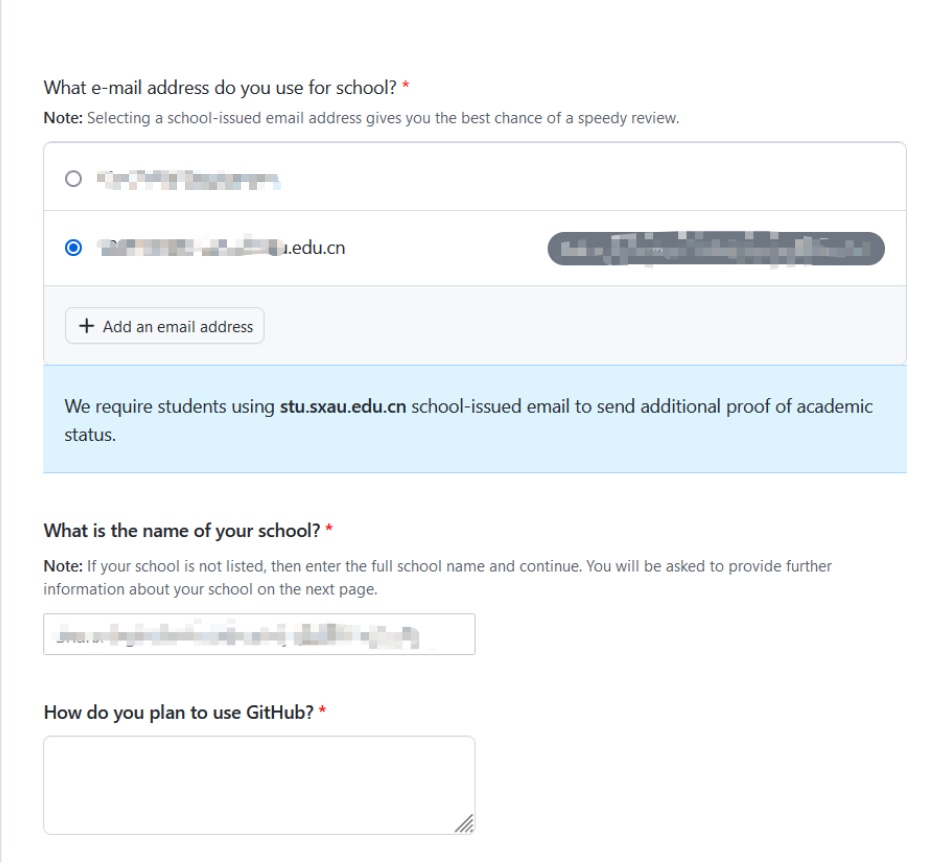 What e-mail address do you use for school? *
Note: Selecting a school-issued email address gives you the best chance of a speedy review.
.edu.cn
+ Add an email address
We require students using stu.sxau.edu.cn school-issued email to send additional proof of academic
status.
What is the name of your school? *
Note: If your school is not listed, then enter the full school name and continue. You will be asked to provide further
information about your school on the next page.
How do you plan to use GitHub? *